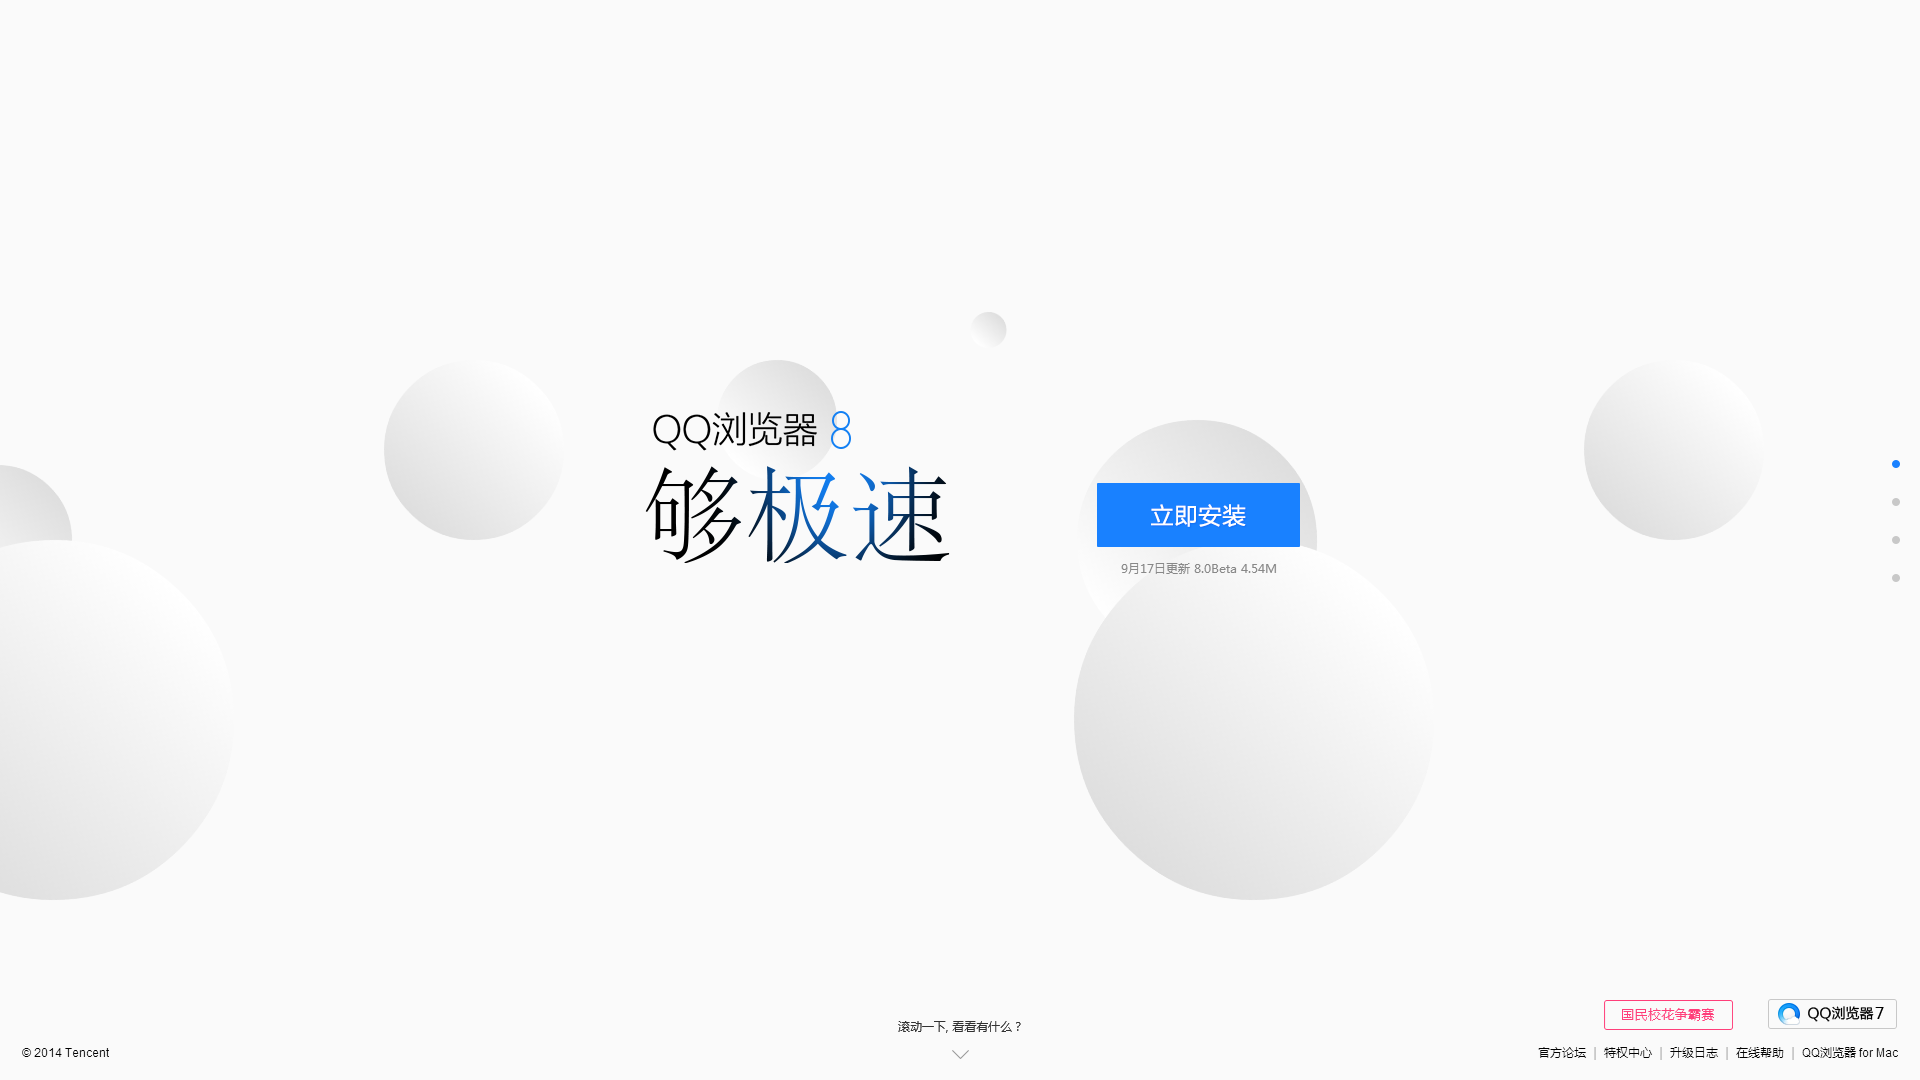 QQ浏览器 8
够极速
立即安装
9月17日更新 8.0Beta 4.54M
滚动一下, 看看有什么 ?
国民校花争霸赛
QQ浏览器7
© 2014 Tencent
官方论坛 | 特权中心 | 升级日志 | 在线帮助 | QQ浏览器 for Mac